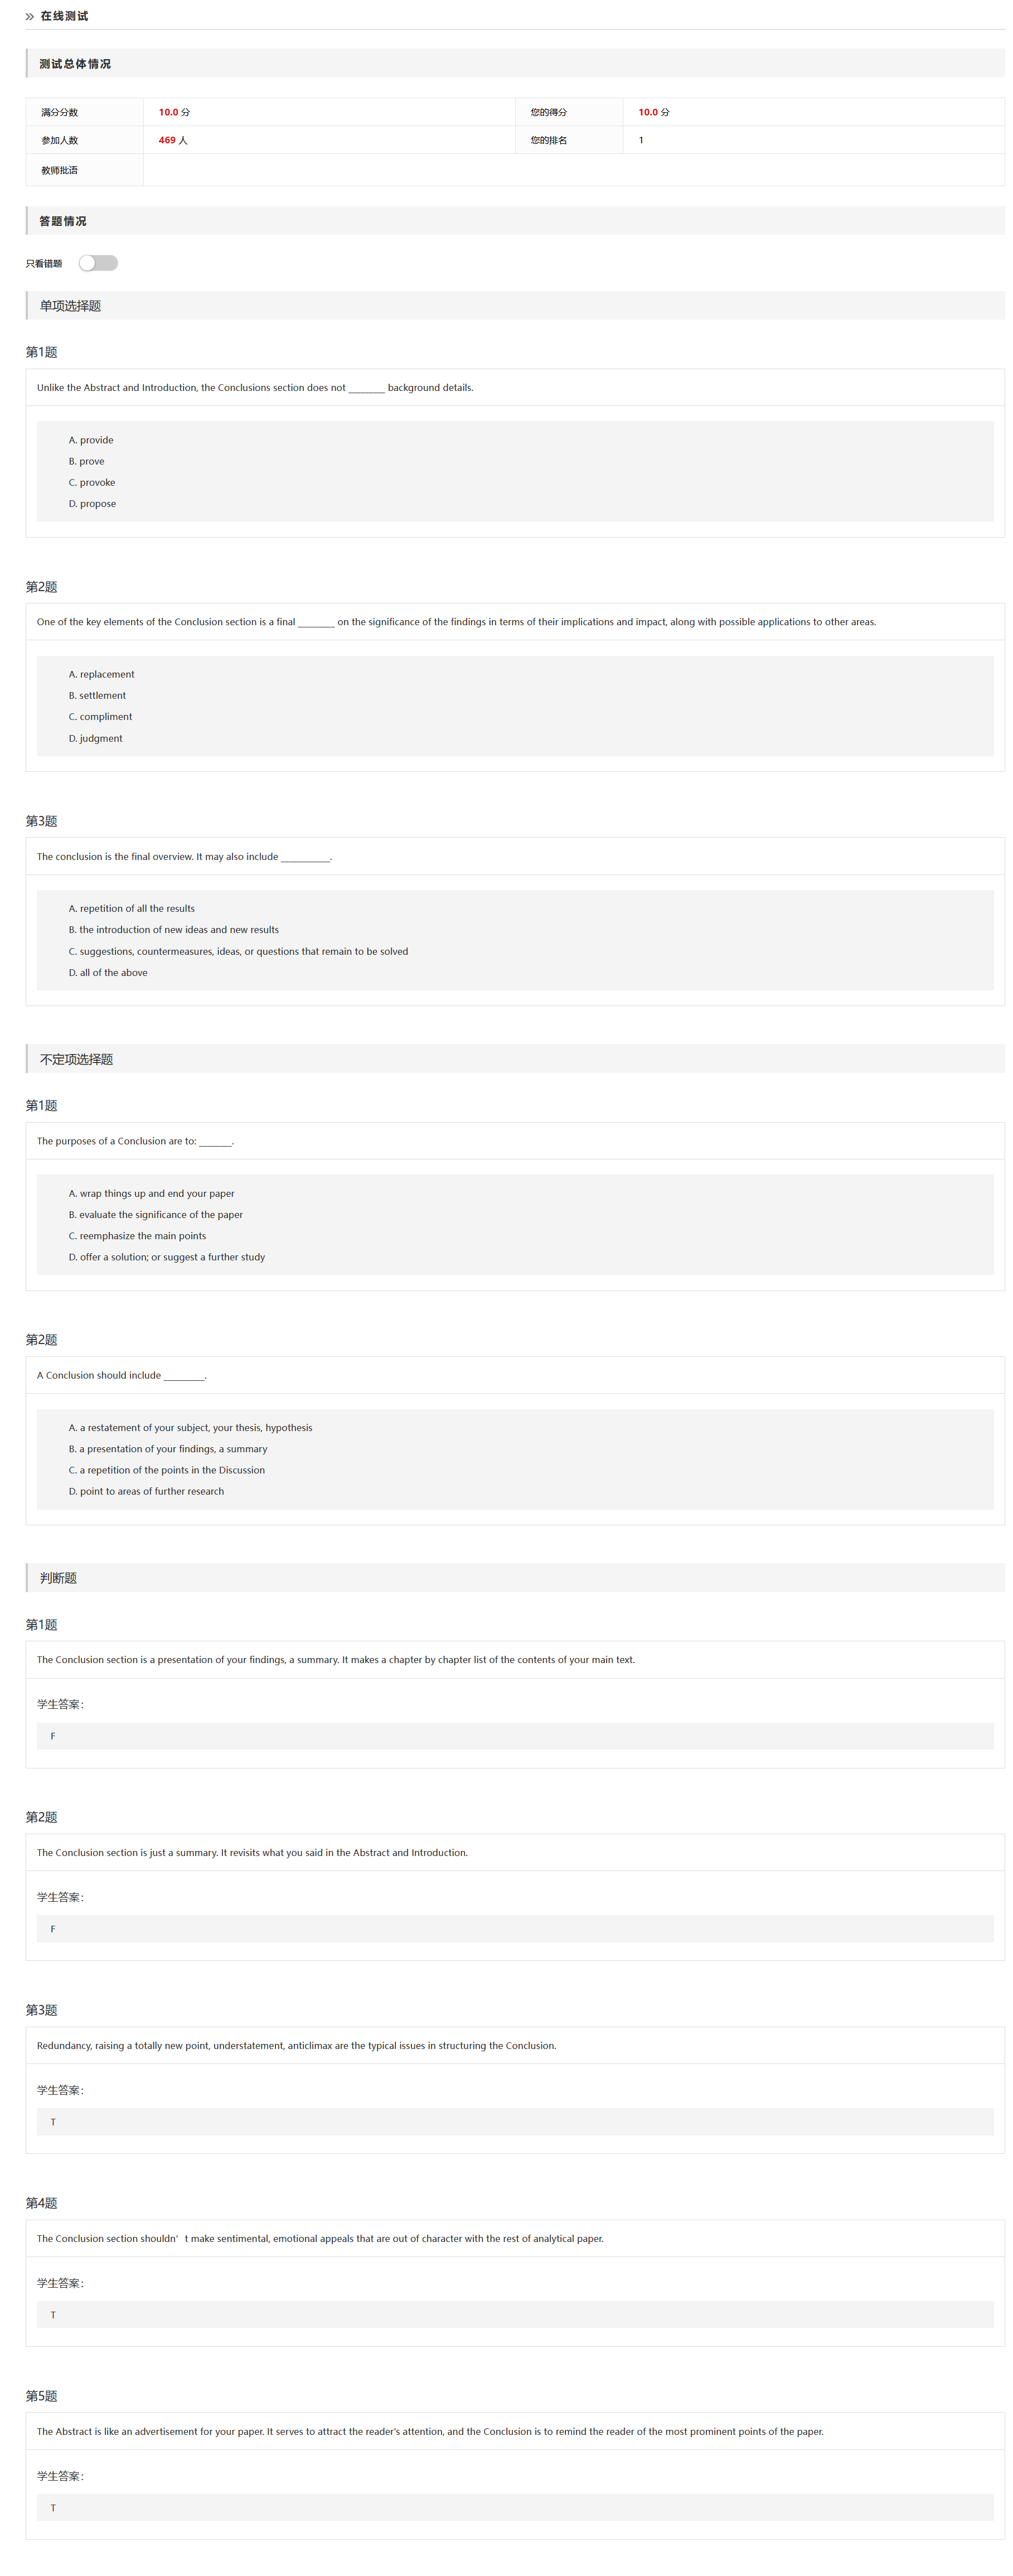 在线测试
测试总体情况
满分分数 10.0 分 您的得分 10.0 分
参加人数 469 人 您的排名 1
教师批语
答题情况
只看错题
单项选择题
第1题
Unlike the Abstract and Introduction, the Conclusions section does not ________ background details.
A. provide
B. prove
C. provoke
D. propose
第2题
One of the key elements of the Conclusion section is a final ________ on the significance of the findings in terms of their implications and impact, along with possible applications to other areas.
A. replacement
B. settlement
C. compliment
D. judgment
第3题
The conclusion is the final overview. It may also include ___________.
A. repetition of all the results
B. the introduction of new ideas and new results
C. suggestions, countermeasures, ideas, or questions that remain to be solved
D. all of the above
不定项选择题
第1题
The purposes of a Conclusion are to: _______.
A. wrap things up and end your paper
B. evaluate the significance of the paper
C. reemphasize the main points
D. offer a solution; or suggest a further study
第2题
A Conclusion should include _________.
A. a restatement of your subject, your thesis, hypothesis
B. a presentation of your findings, a summary
C. a repetition of the points in the Discussion
D. point to areas of further research
判断题
第1题
The Conclusion section is a presentation of your findings, a summary. It makes a chapter by chapter list of the contents of your main text.
学生答案：
F
第2题
The Conclusion section is just a summary. It revisits what you said in the Abstract and Introduction.
学生答案：
F
第3题
Redundancy, raising a totally new point, understatement, anticlimax are the typical issues in structuring the Conclusion.
学生答案：
T
第4题
The Conclusion section shouldn’t make sentimental, emotional appeals that are out of character with the rest of analytical paper.
学生答案：
T
第5题
The Abstract is like an advertisement for your paper. It serves to attract the reader's attention, and the Conclusion is to remind the reader of the most prominent points of the paper.
学生答案：
T